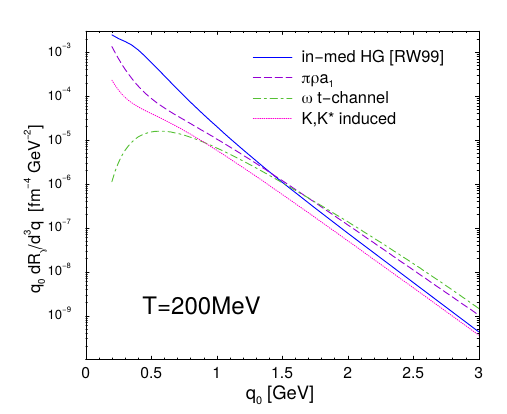 in−med HG [RW99]
πρa₁
ω t−channel
K,K* induced
10⁻³
10⁻⁴
10⁻⁵
10⁻⁶
10⁻⁷
10⁻⁸
10⁻⁹
q₀ dRᵧ/d³q [fm⁻⁴ GeV⁻²]
T=200MeV
0 0.5 1 1.5 2 2.5 3
q₀ [GeV]